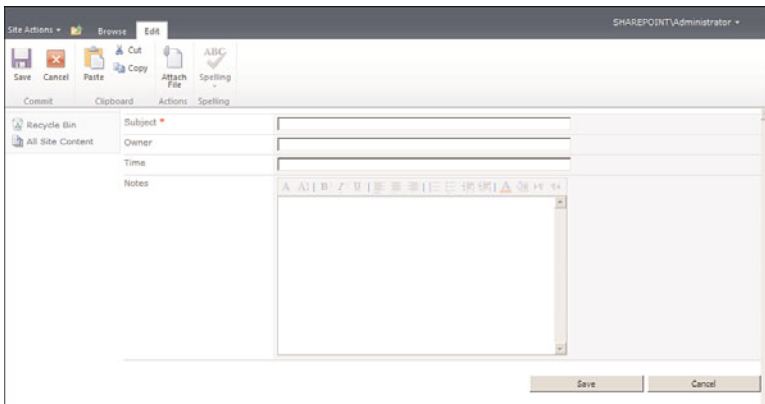 SHAREPOINT\Administrator
Site Actions Browse Edit
Save Cancel Paste Cut Copy Attach File ABC Spelling
Commit Clipboard Actions Spelling
Recycle Bin
All Site Content
Subject *
Owner
Time
Notes
A A B I U A
Save Cancel